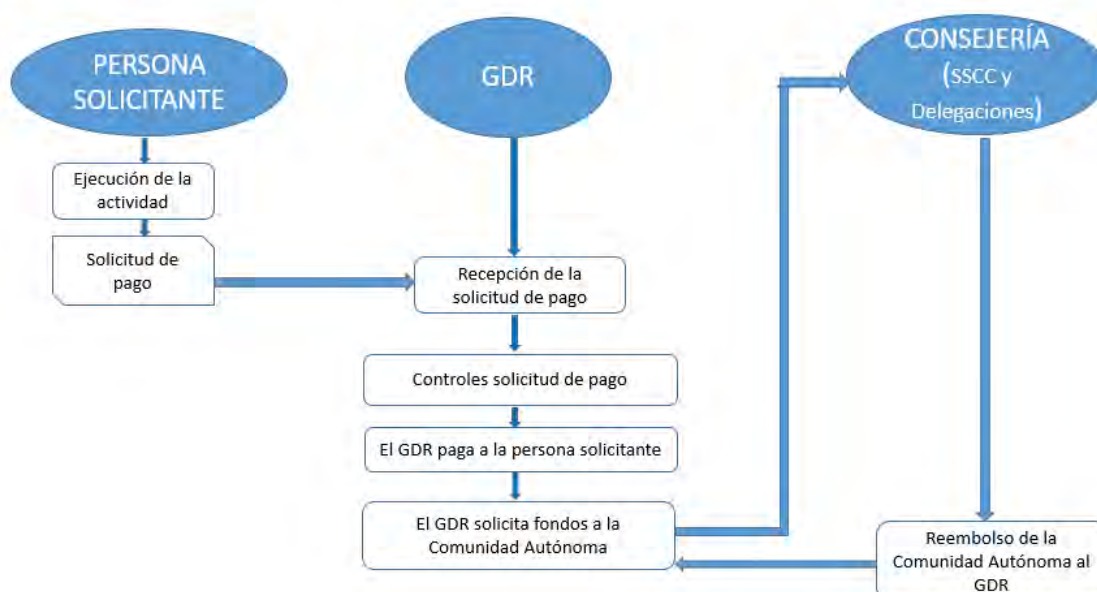 PERSONA
SOLICITANTE
Ejecución de la
actividad
Solicitud de
pago
GDR
Recepción de la
solicitud de pago
Controles solicitud de pago
El GDR paga a la persona solicitante
El GDR solicita fondos a la
Comunidad Autónoma
CONSEJERÍA
(SSCC y
Delegaciones)
Reembolso de la
Comunidad Autónoma al
GDR